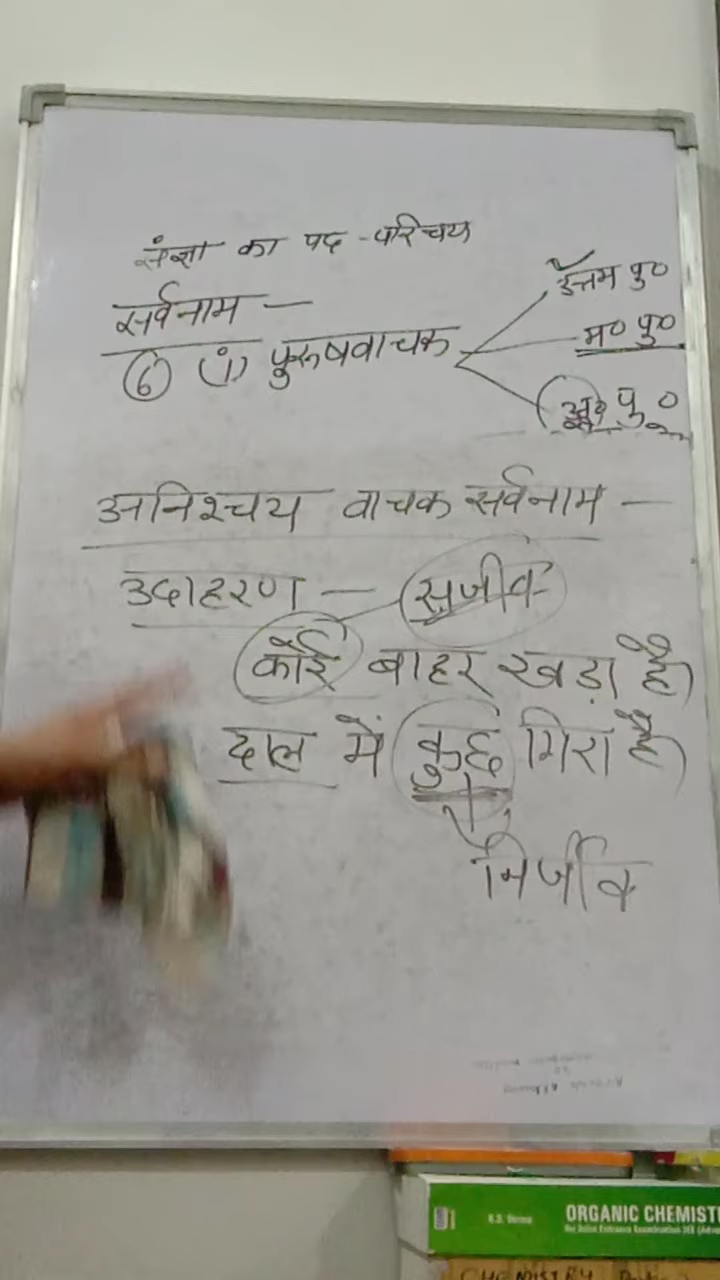 संज्ञा का पद-परिचय
सर्वनाम —
⑥ (i) पुरुषवाचक
उत्तम पु०
म० पु०
अन्य पु०
अनिश्चय वाचक सर्वनाम —
उदाहरण — सजीव
कोई बाहर खड़ा है।
दाल में कुछ गिरा है।
निर्जीव
ORGANIC CHEMIST
CHEMISTRY